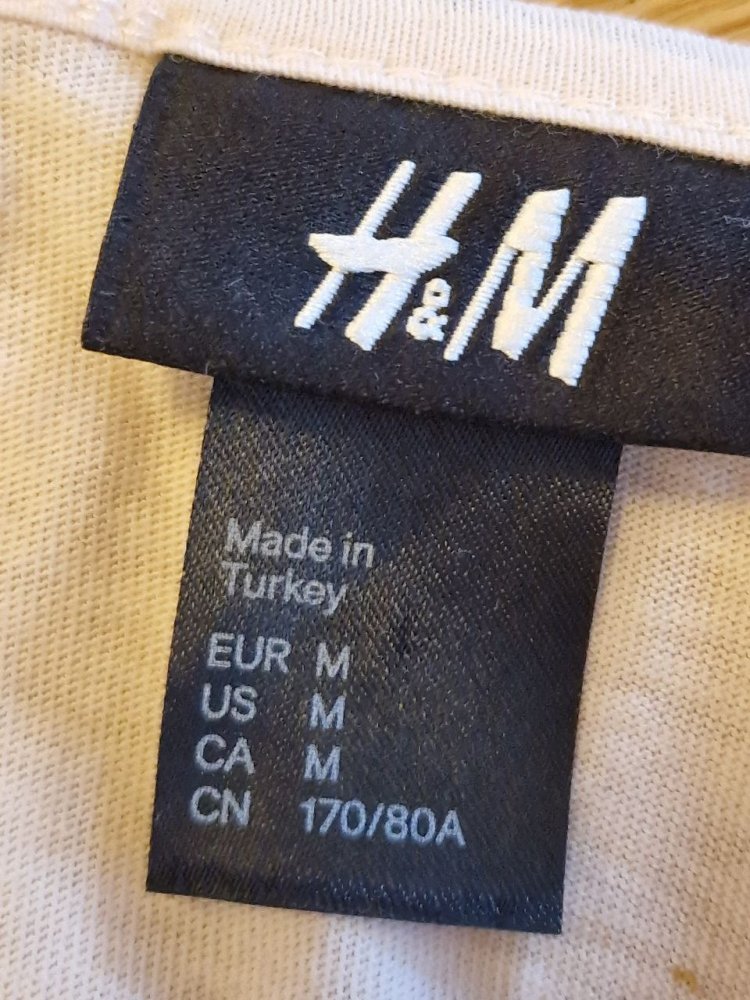 H&M
Made in
Turkey
EUR M
US M
CA M
CN 170/80A